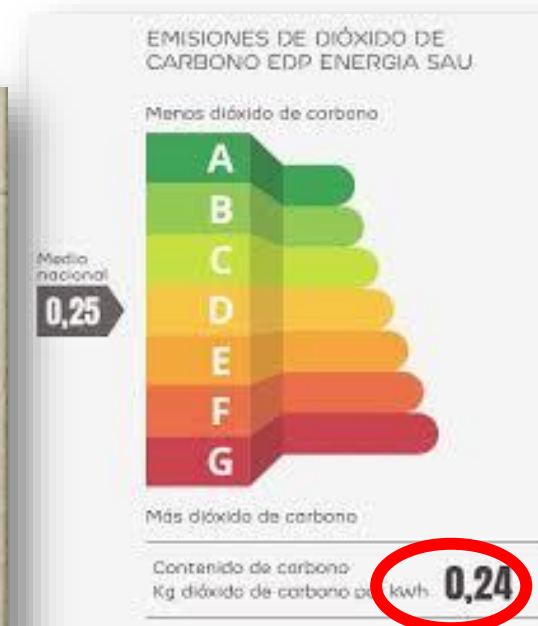 EMISIONES DE DIÓXIDO DE
CARBONO EDP ENERGIA SAU
Menos dióxido de carbono
A
B
C
Media
nacional
0,25
D
E
F
G
Más dióxido de carbono
Contenido de carbono
Kg dióxido de carbono por kwh 0,24